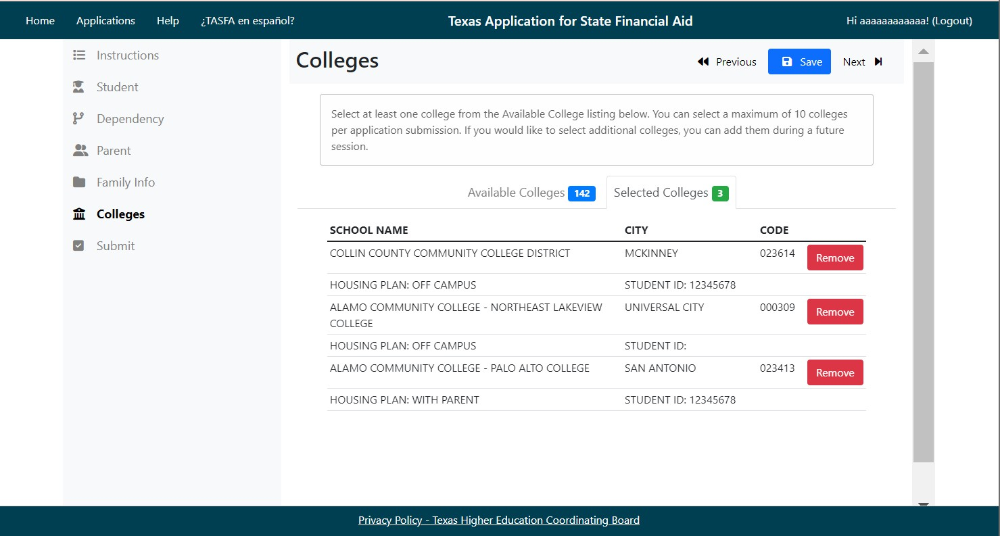 Home Applications Help ¿TASFA en español? Texas Application for State Financial Aid Hi aaaaaaaaaaaa! (Logout)
Instructions
Student
Dependency
Parent
Family Info
Colleges
Submit
Colleges
Previous Save Next
Select at least one college from the Available College listing below. You can select a maximum of 10 colleges
per application submission. If you would like to select additional colleges, you can add them during a future
session.
Available Colleges 142 Selected Colleges 3
SCHOOL NAME CITY CODE
COLLIN COUNTY COMMUNITY COLLEGE DISTRICT MCKINNEY 023614 Remove
HOUSING PLAN: OFF CAMPUS STUDENT ID: 12345678
ALAMO COMMUNITY COLLEGE - NORTHEAST LAKEVIEW UNIVERSAL CITY 000309 Remove
COLLEGE
HOUSING PLAN: OFF CAMPUS STUDENT ID:
ALAMO COMMUNITY COLLEGE - PALO ALTO COLLEGE SAN ANTONIO 023413 Remove
HOUSING PLAN: WITH PARENT STUDENT ID: 12345678
Privacy Policy - Texas Higher Education Coordinating Board